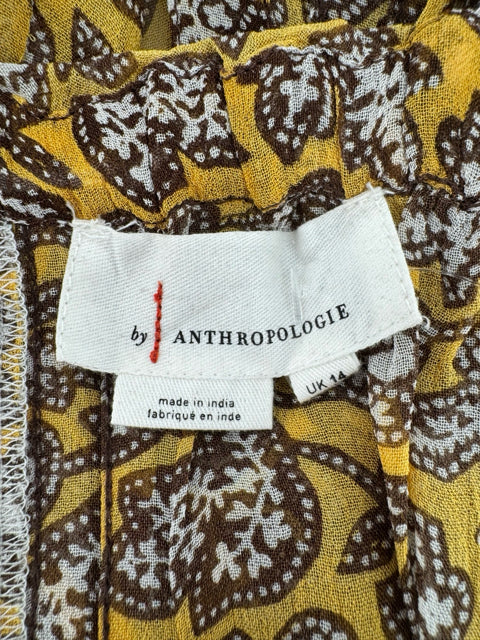 by ANTHROPOLOGIE
made in india
fabriqué en inde
UK 14